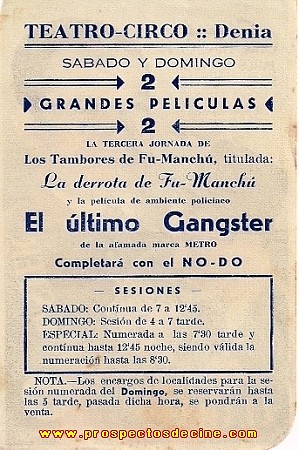 TEATRO-CIRCO :: Denia
SABADO Y DOMINGO
2
GRANDES PELICULAS
2
LA TERCERA JORNADA DE
Los Tambores de Fu-Manchú, titulada:
La derrota de Fu-Manchú
y la película de ambiente policiaco
El último Gangster
de la afamada marca METRO
Completará con el NO-DO
SESIONES
SABADO: Contínua de 7 a 12'45.
DOMINGO: Sesión de 4 a 7 tarde.
ESPECIAL: Numerada a las 7'30 tarde y
contínua hasta 12'45 noche, siendo válida la
numeración hasta las 8'30.
NOTA.—Los encargos de localidades para la se-
sión numerada del Domingo, se reservarán hasta
las 5 tarde, pasada dicha hora, se pondrán a la
venta.
www.prospectosdecine.com